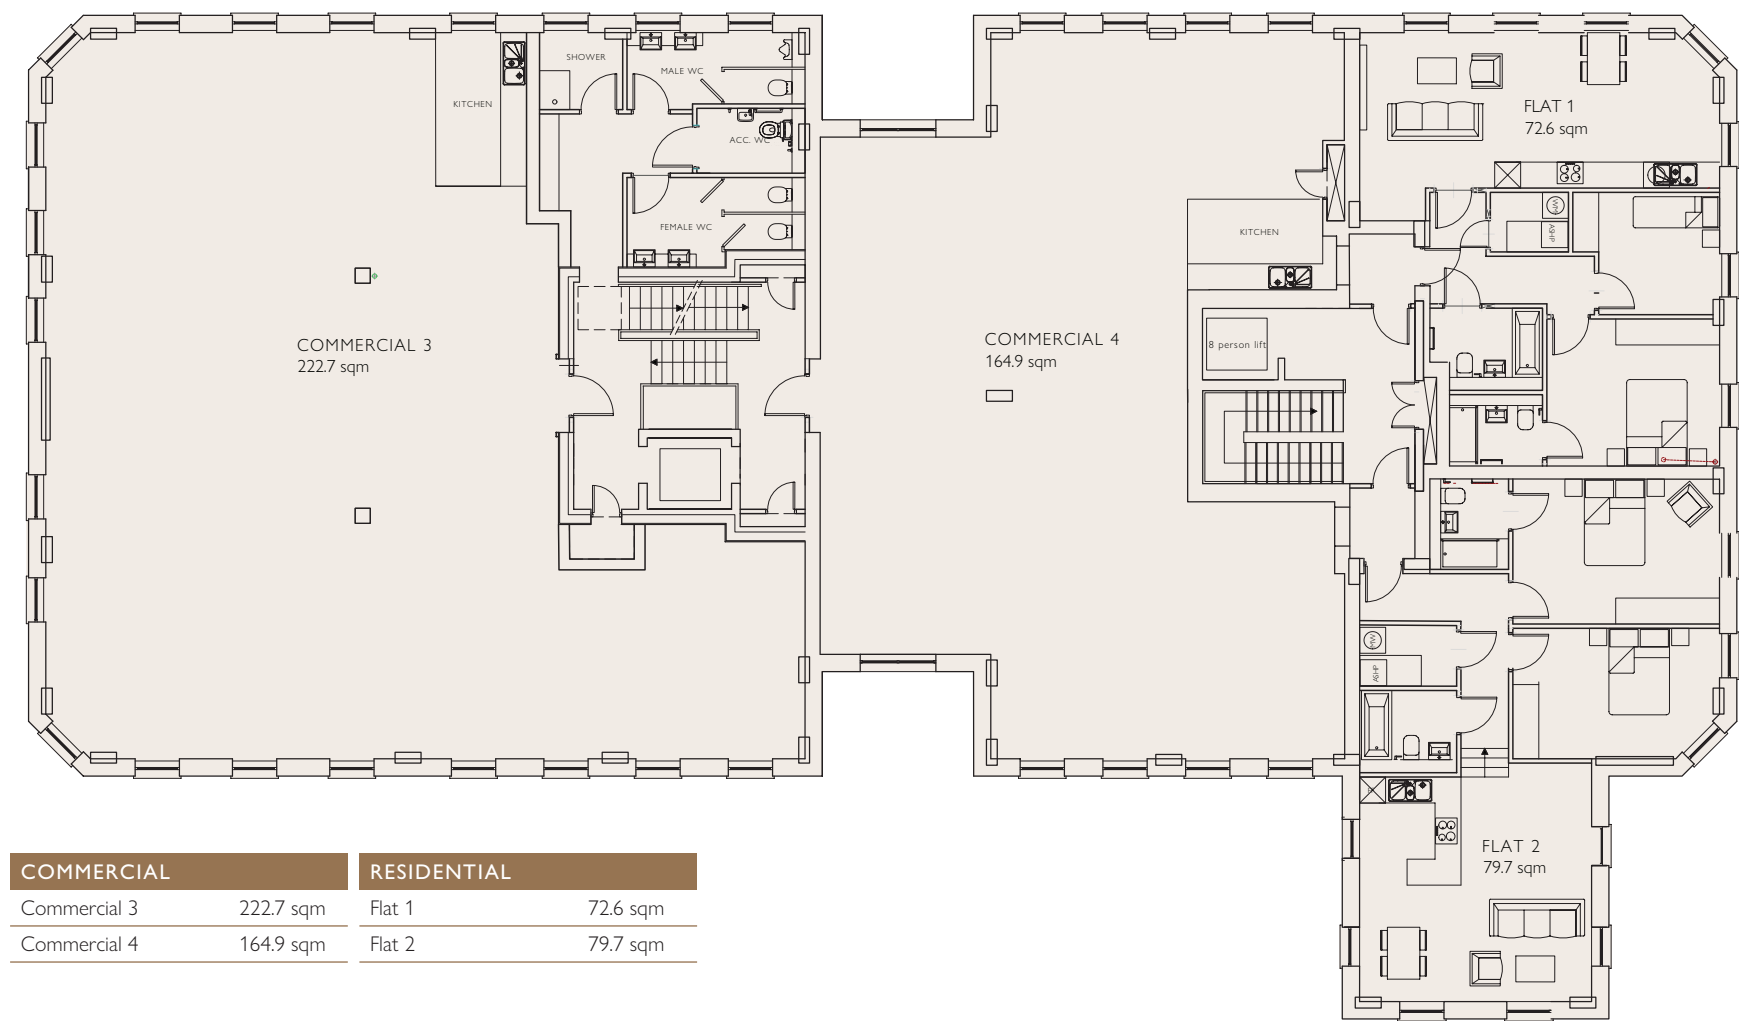 SHOWER
MALE WC
KITCHEN
ACC. WC
FEMALE WC
COMMERCIAL 3
222.7 sqm
COMMERCIAL 4
164.9 sqm
KITCHEN
8 person lift
FLAT 1
72.6 sqm
WM
ASHP
WM
ASHP
FLAT 2
79.7 sqm
COMMERCIAL
Commercial 3 222.7 sqm
Commercial 4 164.9 sqm
RESIDENTIAL
Flat 1 72.6 sqm
Flat 2 79.7 sqm